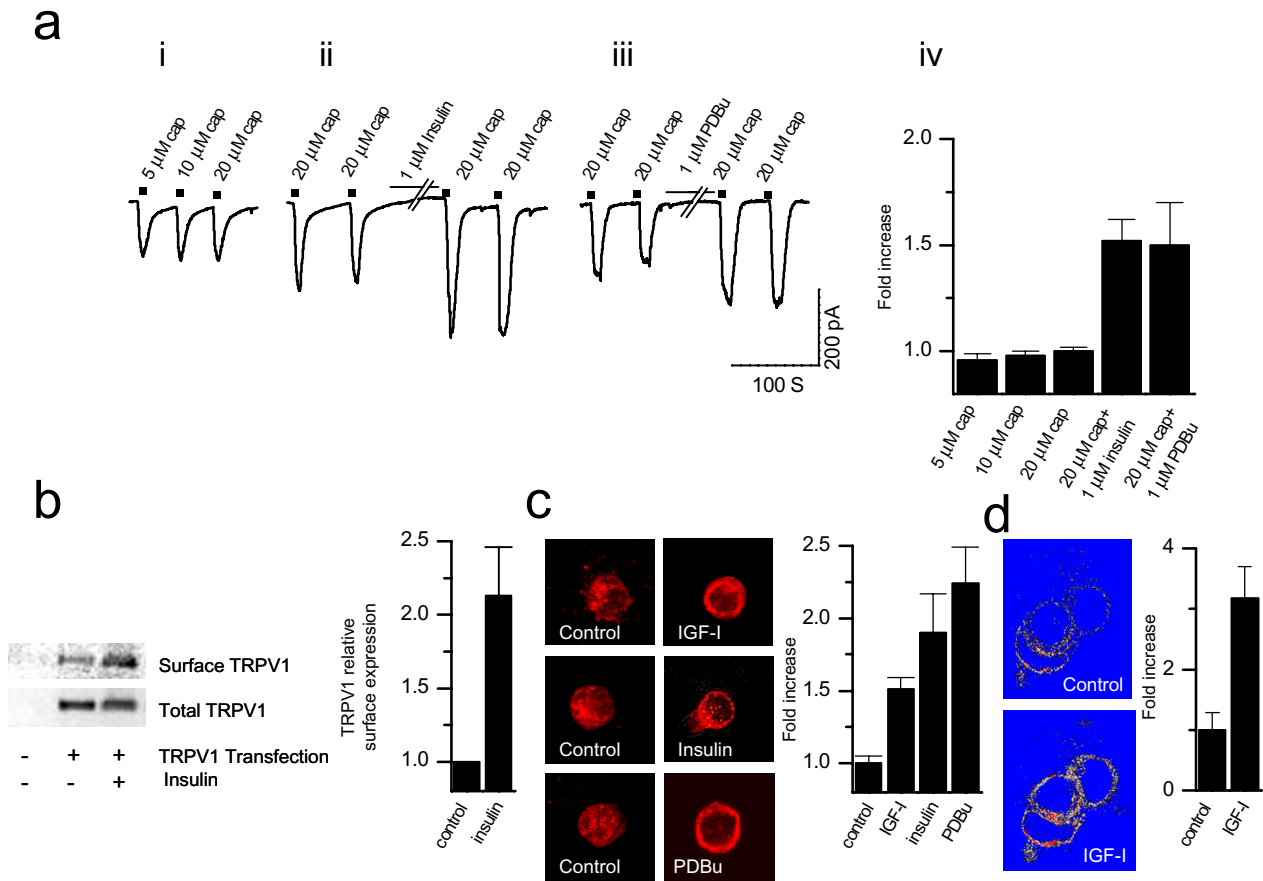 a
i
ii
iii
iv
5 µM cap
10 µM cap
20 µM cap
20 µM cap
20 µM cap
1 µM Insulin
20 µM cap
20 µM cap
20 µM cap
20 µM cap
1 µM PDBu
20 µM cap
20 µM cap
200 pA
100 S
Fold increase
2.0
1.5
1.0
5 µM cap
10 µM cap
20 µM cap
20 µM cap+
1 µM insulin
20 µM cap+
1 µM PDBu
b
Surface TRPV1
Total TRPV1
- + + TRPV1 Transfection
- - + Insulin
TRPV1 relative
surface expression
2.5
2.0
1.5
1.0
control
insulin
c
Control
IGF-I
Control
Insulin
Control
PDBu
Fold increase
2.5
2.0
1.5
1.0
control
IGF-I
insulin
PDBu
d
Control
IGF-I
Fold increase
4
2
0
control
IGF-I